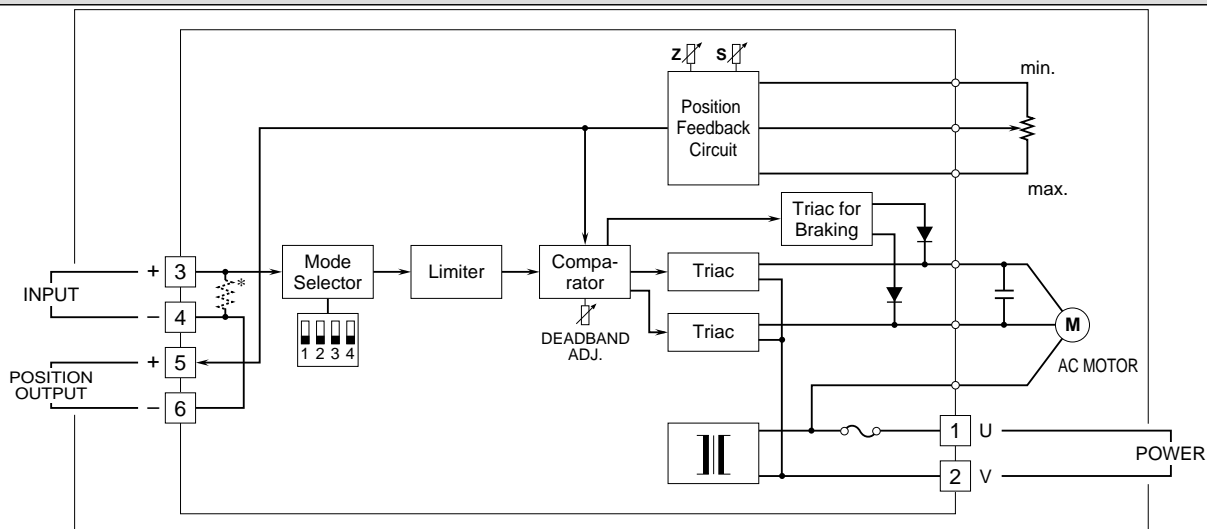 Z S
min.
Position
Feedback
Circuit
max.
Triac for
Braking
+ 3
Mode
Selector
Limiter
Compa-
rator
Triac
INPUT
*
− 4
1 2 3 4
DEADBAND
ADJ.
Triac
M
AC MOTOR
+ 5
POSITION
OUTPUT
− 6
1 U
POWER
2 V